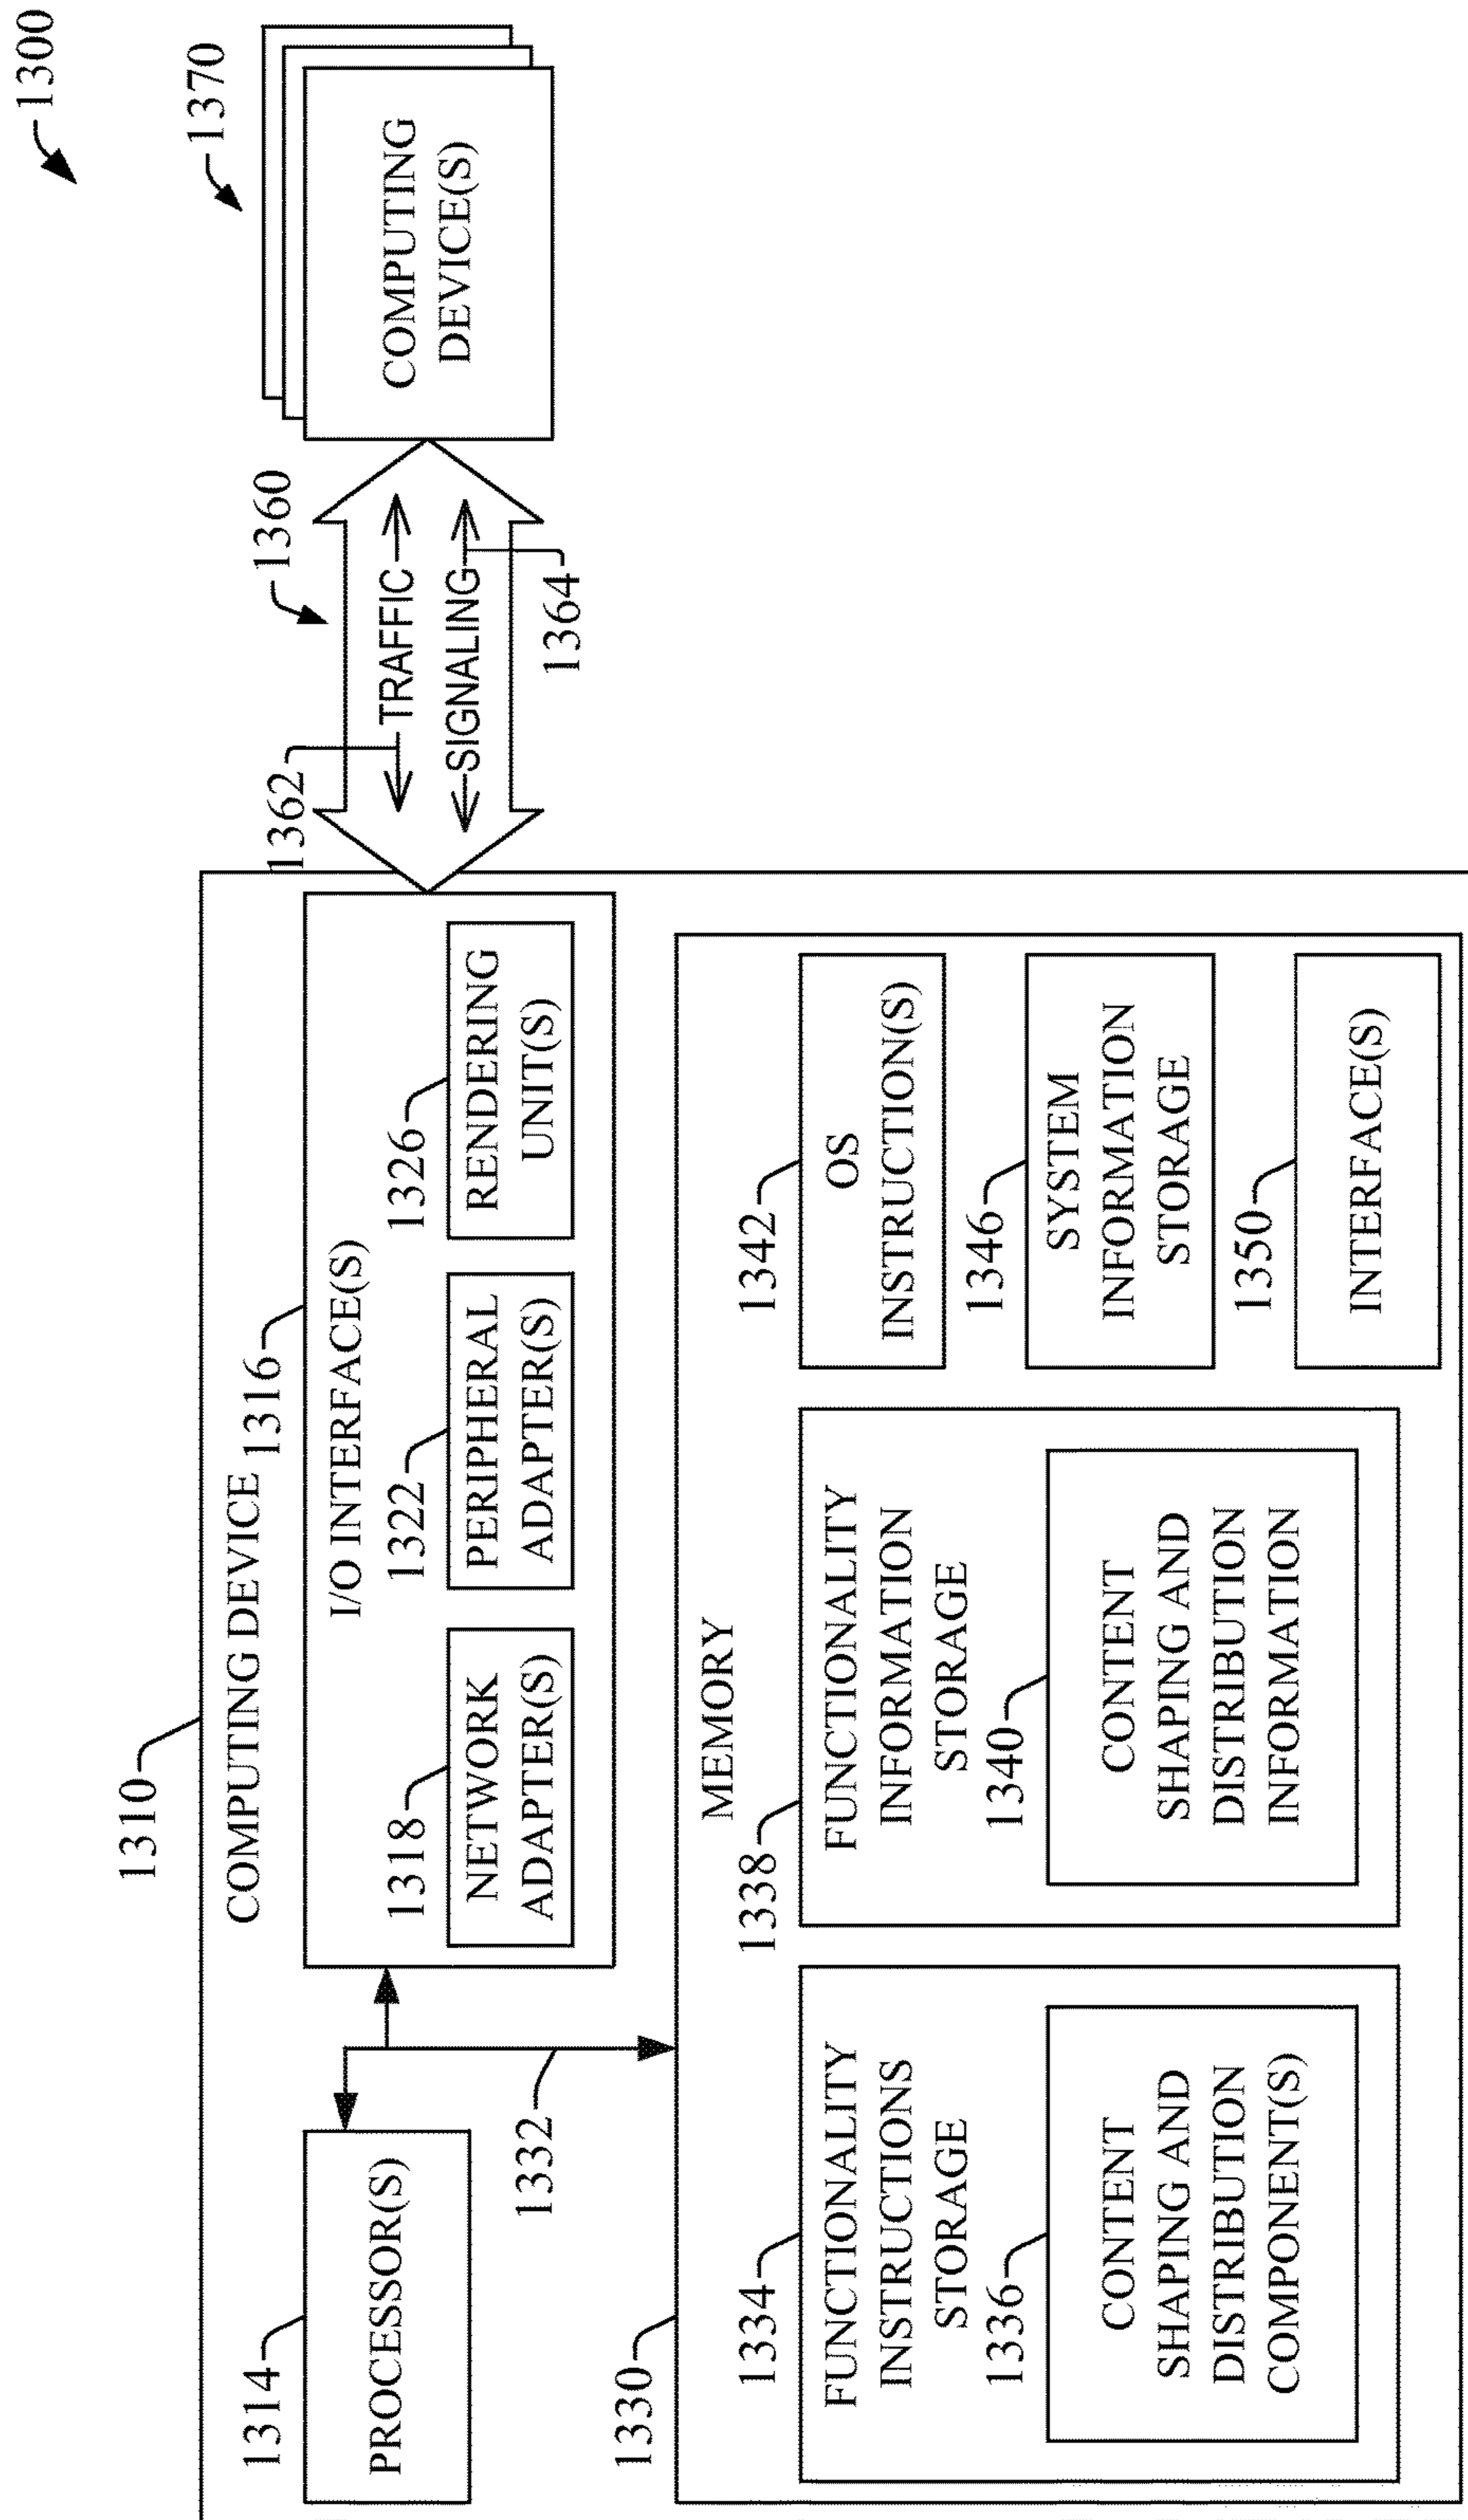 1300
1370
COMPUTING
DEVICE(S)
1360
1362
TRAFFIC
SIGNALING
1364
1310
COMPUTING DEVICE
1316
I/O INTERFACE(S)
1318
NETWORK
ADAPTER(S)
1322
PERIPHERAL
ADAPTER(S)
1326
RENDERING
UNIT(S)
1314
PROCESSOR(S)
1332
1330
MEMORY
1334
FUNCTIONALITY
INSTRUCTIONS
STORAGE
1336
CONTENT
SHAPING AND
DISTRIBUTION
COMPONENT(S)
1338
FUNCTIONALITY
INFORMATION
STORAGE
1340
CONTENT
SHAPING AND
DISTRIBUTION
INFORMATION
1342
OS
INSTRUCTION(S)
1346
SYSTEM
INFORMATION
STORAGE
1350
INTERFACE(S)